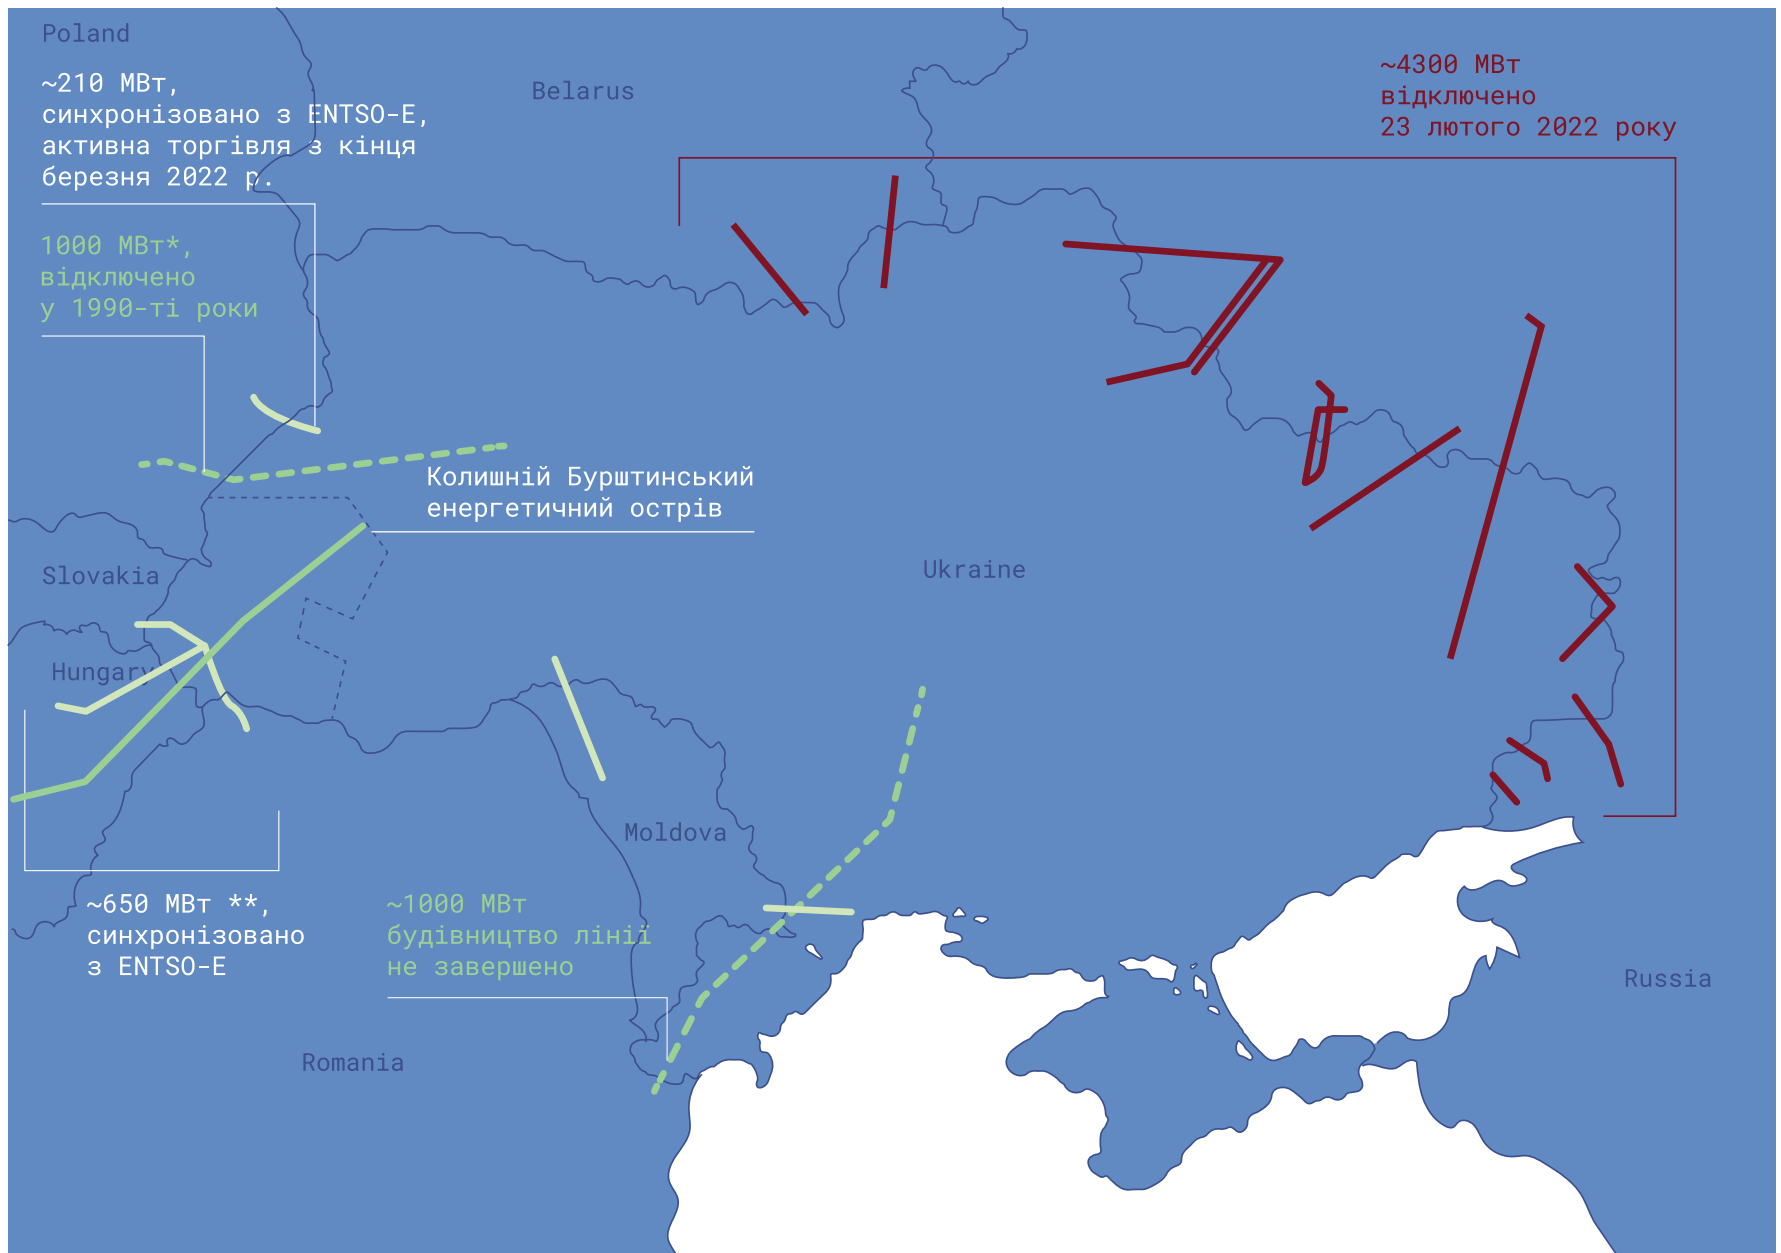 Poland
~210 МВт,
синхронізовано з ENTSO-E,
активна торгівля з кінця
березня 2022 р.
1000 МВт*,
відключено
у 1990-ті роки
Belarus
~4300 МВт
відключено
23 лютого 2022 року
Колишній Бурштинський
енергетичний острів
Slovakia
Ukraine
Hungary
Moldova
~650 МВт **,
синхронізовано
з ENTSO-E
~1000 МВт
будівництво лінії
не завершено
Romania
Russia